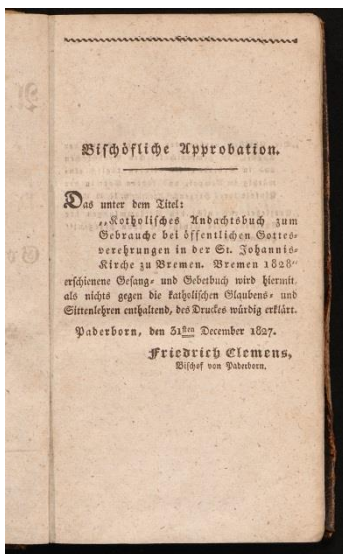 Bischöfliche Approbation.
Das unter dem Titel:
„Katholisches Andachtsbuch zum
Gebrauche bei öffentlichen Gottes-
verehrungen in der St. Johannis-
Kirche zu Bremen. Bremen 1828“
erschienene Gesang- und Gebetbuch wird hiermit
als nichts gegen die katholischen Glaubens- und
Sittenlehren enthaltend, des Druckes würdig erklärt.
Paderborn, den 31sten December 1827.
Friedrich Clemens,
Bischof von Paderborn.